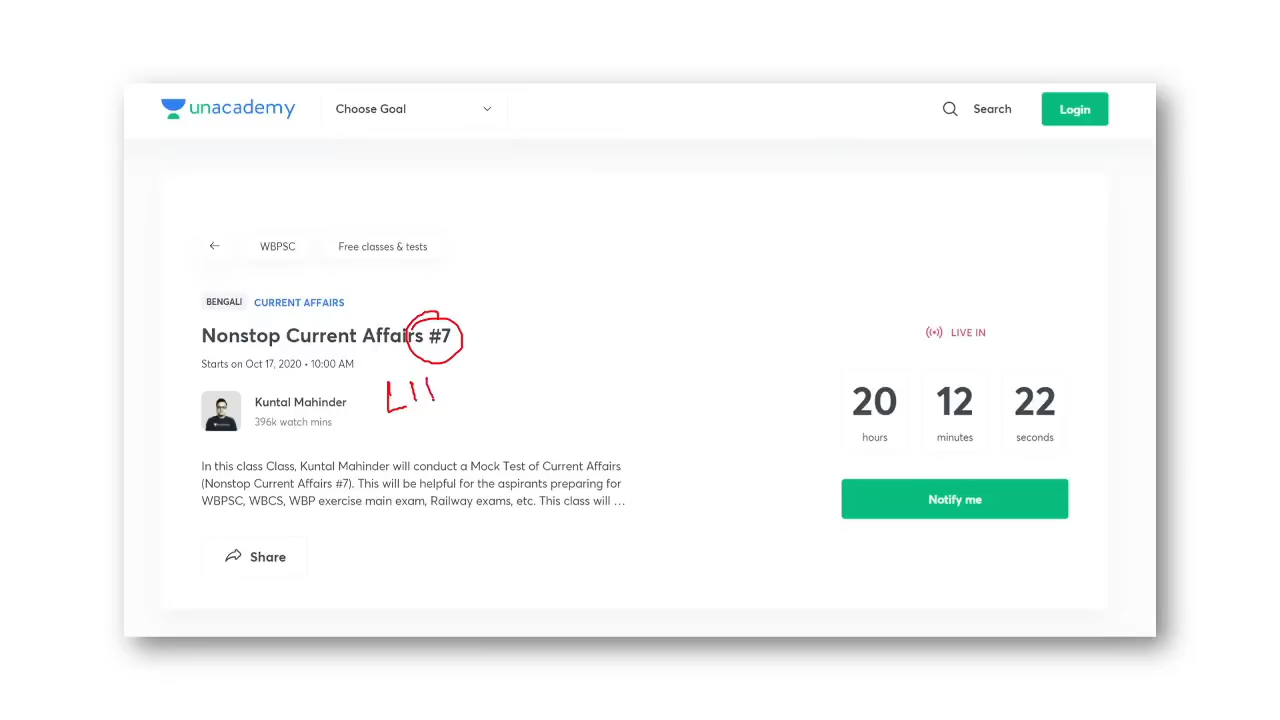 unacademy
Choose Goal
Search
Login
WBPSC
Free classes & tests
BENGALI CURRENT AFFAIRS
Nonstop Current Affairs #7
Starts on Oct 17, 2020 • 10:00 AM
Kuntal Mahinder
396k watch mins
In this class Class, Kuntal Mahinder will conduct a Mock Test of Current Affairs
(Nonstop Current Affairs #7). This will be helpful for the aspirants preparing for
WBPSC, WBCS, WBP exercise main exam, Railway exams, etc. This class will …
Share
LIVE IN
20 12 22
hours minutes seconds
Notify me